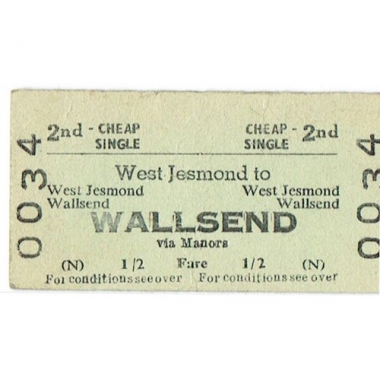 2nd - CHEAP SINGLE CHEAP - 2nd SINGLE
West Jesmond to
West Jesmond West Jesmond
Wallsend Wallsend
WALLSEND
via Manors
(N) 1/2 Fare 1/2 (N)
For conditions see over For conditions see over
0034 0034